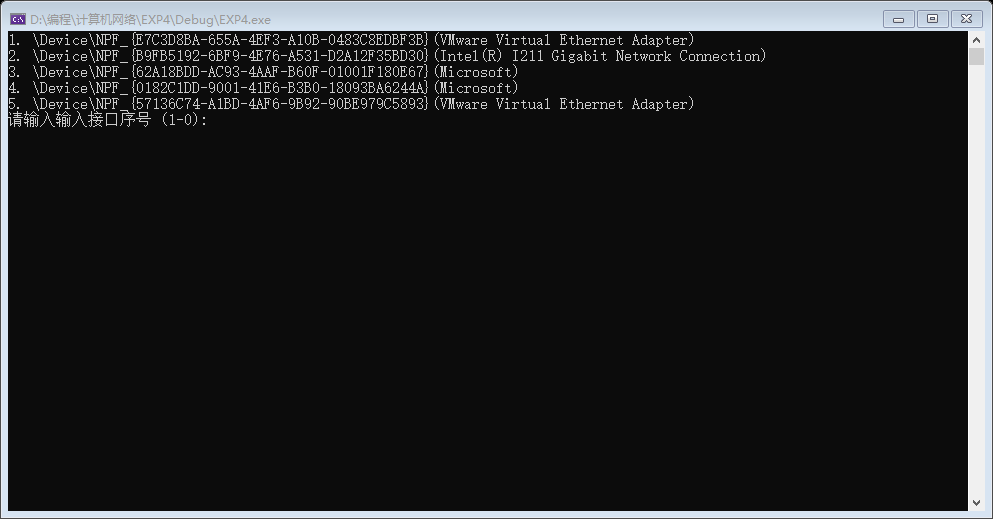 D:\编程\计算机网络\EXP4\Debug\EXP4.exe
1. \Device\NPF_{E7C3D8BA-655A-4EF3-A10B-0483C8EDBF3B}(VMware Virtual Ethernet Adapter)
2. \Device\NPF_{B9FB5192-6BF9-4E76-A531-D2A12F35BD30}(Intel(R) I211 Gigabit Network Connection)
3. \Device\NPF_{62A18BDD-AC93-4AAF-B60F-01001F180E67}(Microsoft)
4. \Device\NPF_{0182C1DD-9001-41E6-B3B0-18093BA6244A}(Microsoft)
5. \Device\NPF_{57136C74-A1BD-4AF6-9B92-90BE979C5893}(VMware Virtual Ethernet Adapter)
请输入输入接口序号 (1-0):